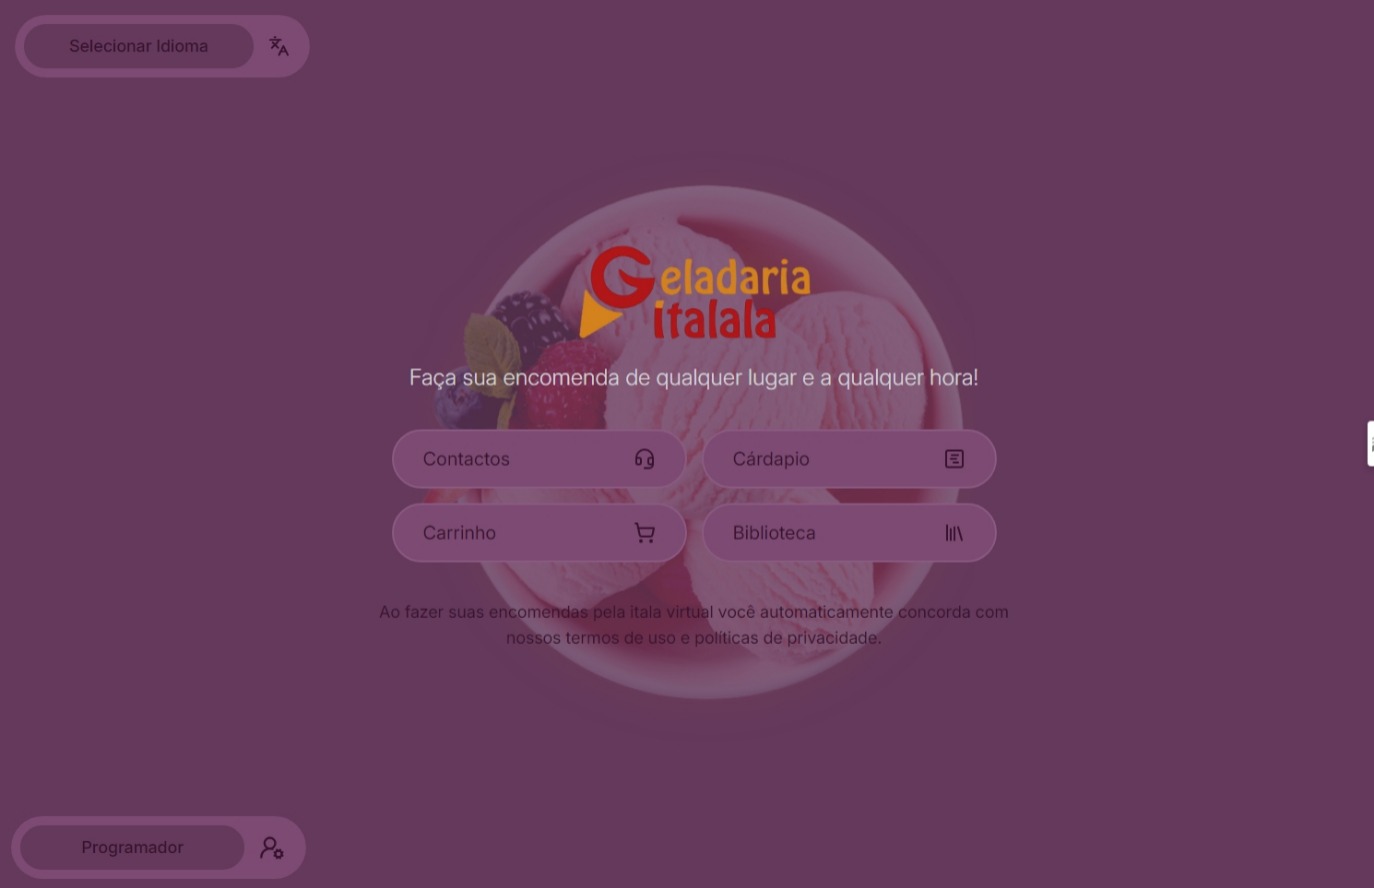 Selecionar Idioma
Geladaria
italala
Faça sua encomenda de qualquer lugar e a qualquer hora!
Contactos
Cárdapio
Carrinho
Biblioteca
Ao fazer suas encomendas pela itala virtual você automaticamente concorda com
nossos termos de uso e políticas de privacidade.
Programador